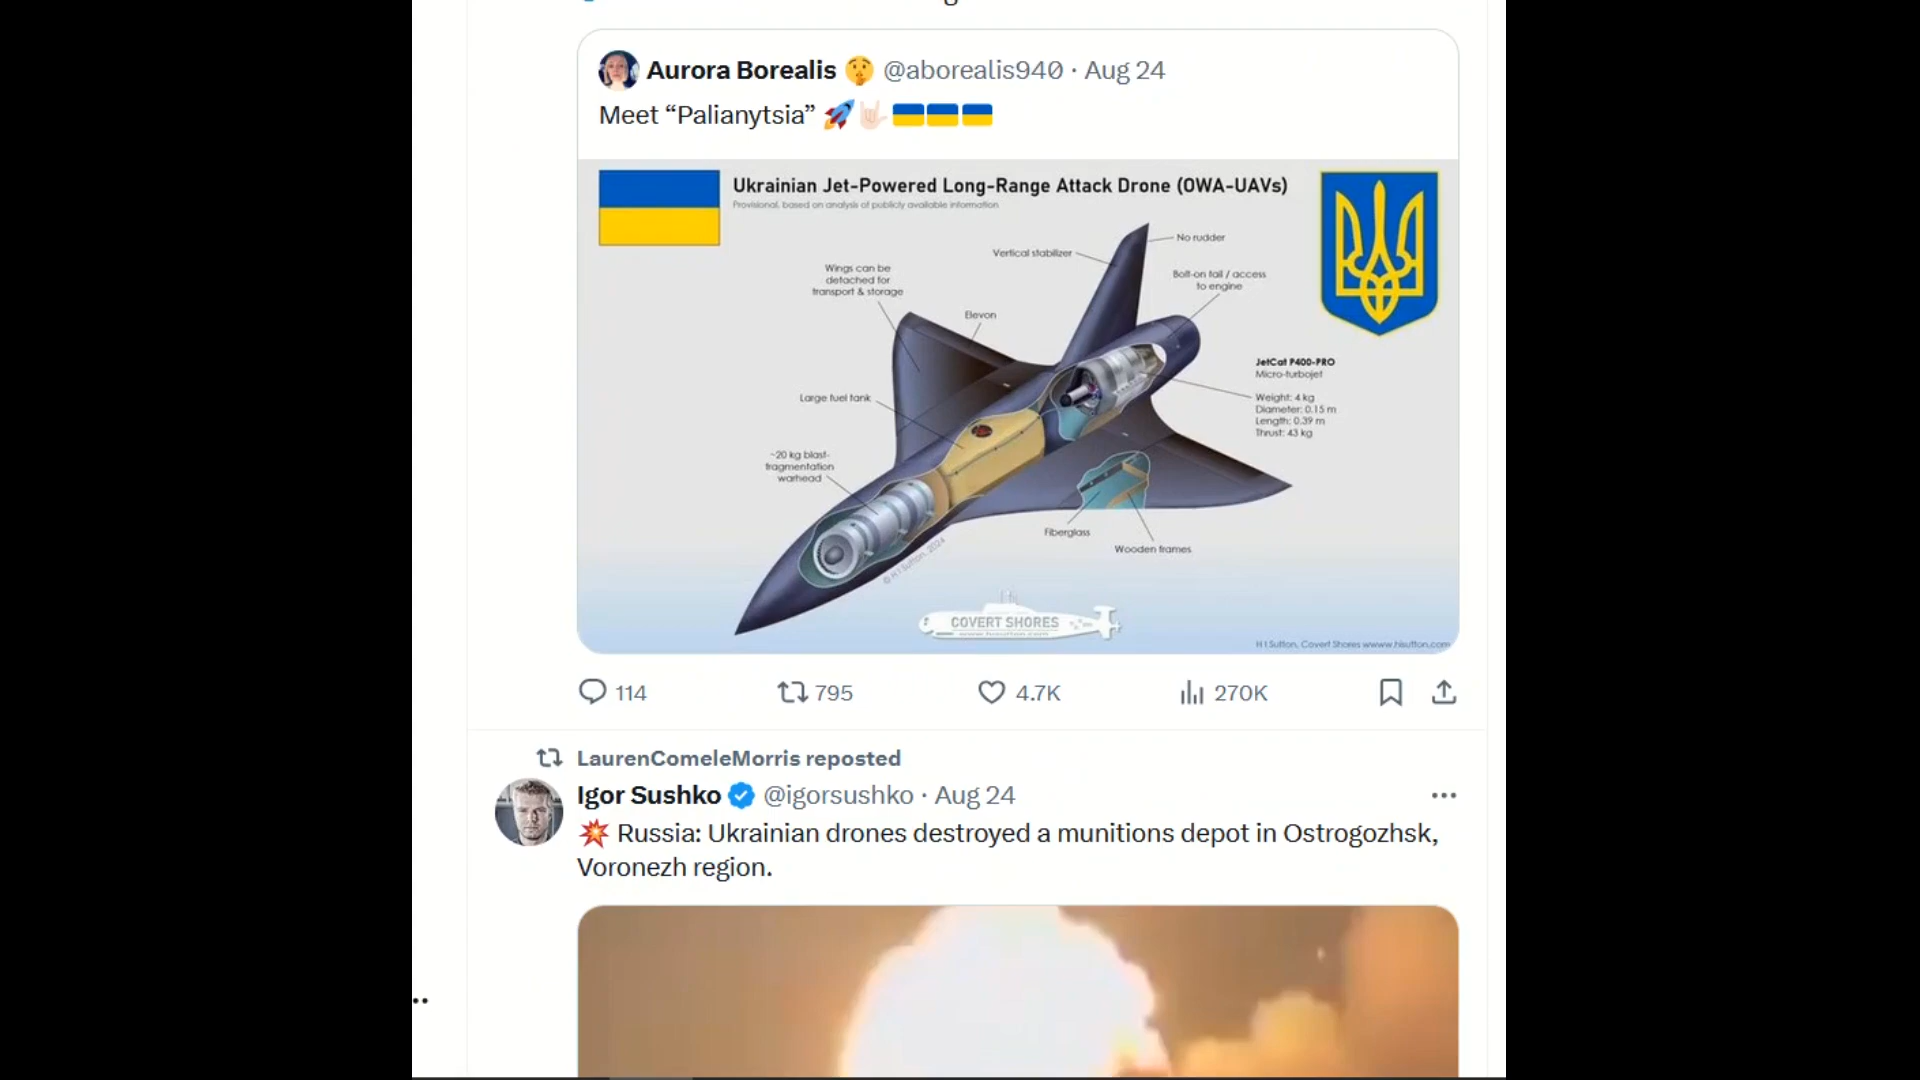 Aurora Borealis 🤫 @aborealis940 · Aug 24
Meet “Palianytsia” 🚀🤟🏻🇺🇦🇺🇦🇺🇦
Ukrainian Jet-Powered Long-Range Attack Drone (OWA-UAVs)
Provisional, based on analysis of publicly available information
No rudder
Vertical stabilizer
Wings can be
detached for
transport & storage
Bolt-on tail / access
to engine
Elevon
JetCat P400-PRO
Micro-turbojet
Weight: 4 kg
Diameter: 0.15 m
Length: 0.39 m
Thrust: 43 kg
Large fuel tank
~20 kg blast-
fragmentation
warhead
Fiberglass
Wooden frames
© H I Sutton, 2024
COVERT SHORES
www.hisutton.com
H I Sutton, Covert Shores wwww.hisutton.com
114
795
4.7K
270K
LaurenComeleMorris reposted
Igor Sushko @igorsushko · Aug 24
💥 Russia: Ukrainian drones destroyed a munitions depot in Ostrogozhsk,
Voronezh region.